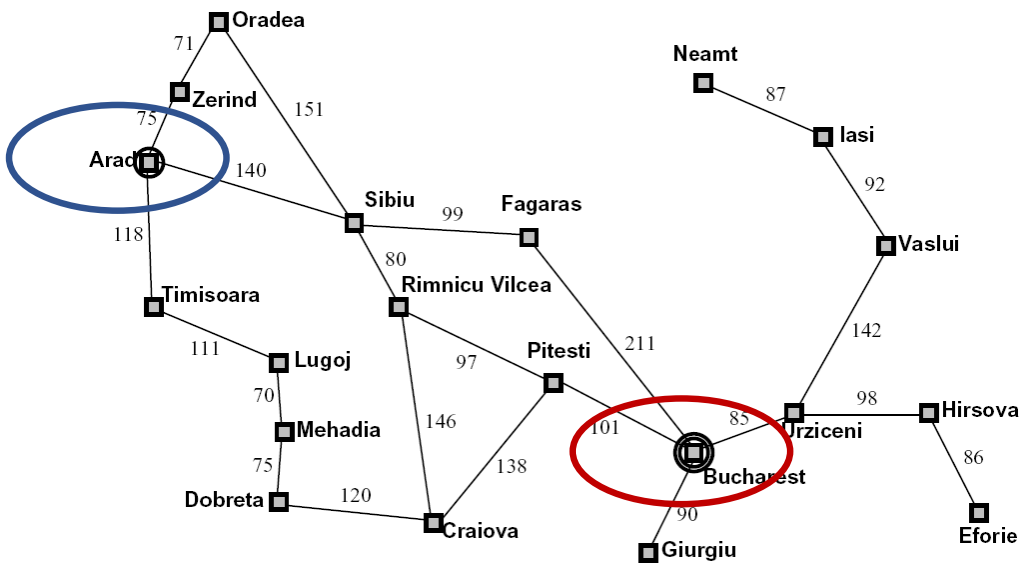 Oradea
71
Neamt
Zerind
87
75
151
Iasi
Arad
140
92
Sibiu
99
Fagaras
118
Vaslui
80
Timisoara
Rimnicu Vilcea
142
111
Pitesti
211
Lugoj
97
70
98
Hirsova
146
101
85
Urziceni
Mehadia
138
86
75
Bucharest
Dobreta
120
90
Craiova
Eforie
Giurgiu